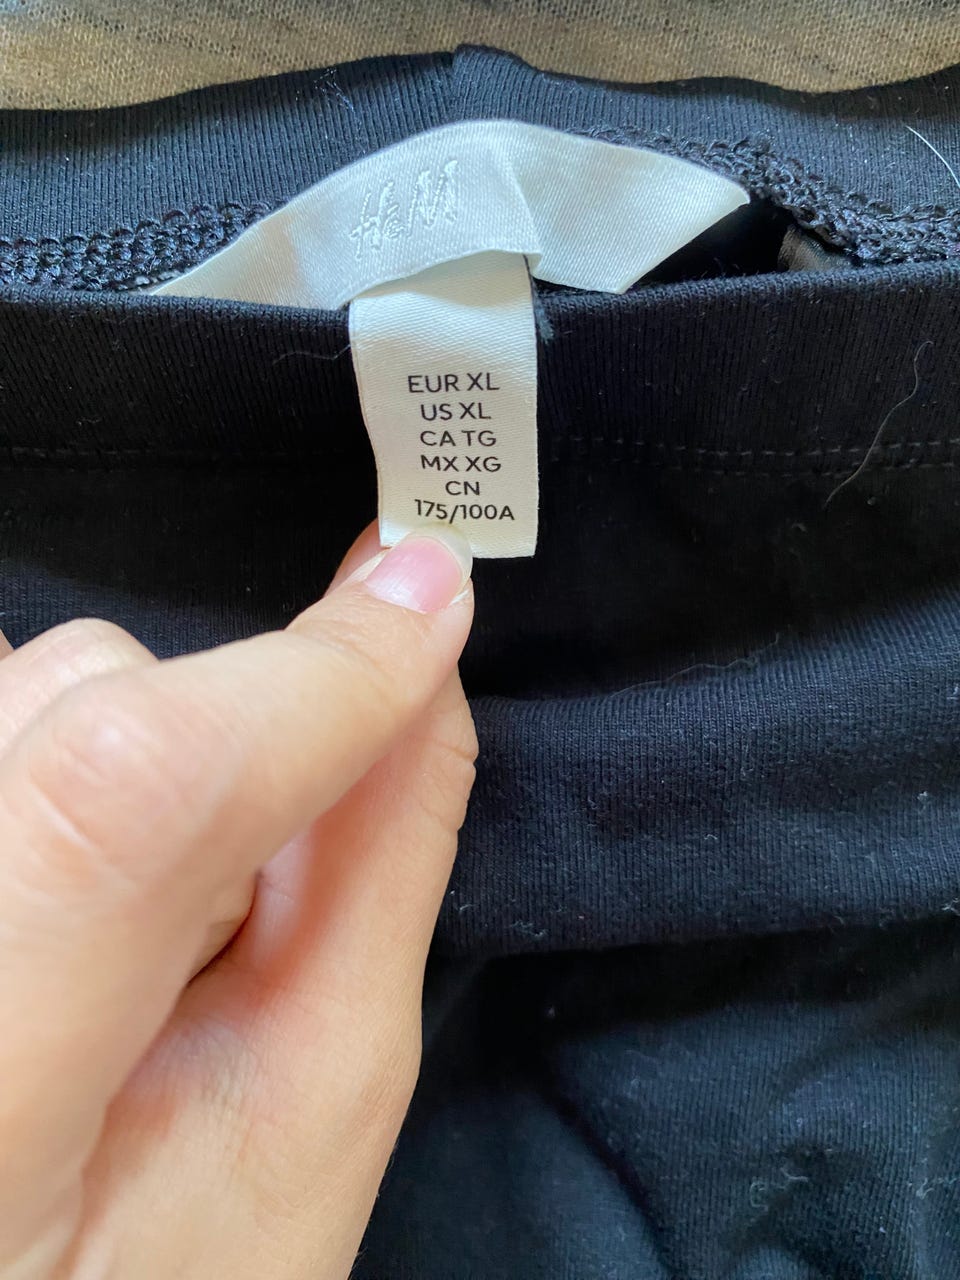 H&M
EUR XL
US XL
CA TG
MX XG
CN
175/100A